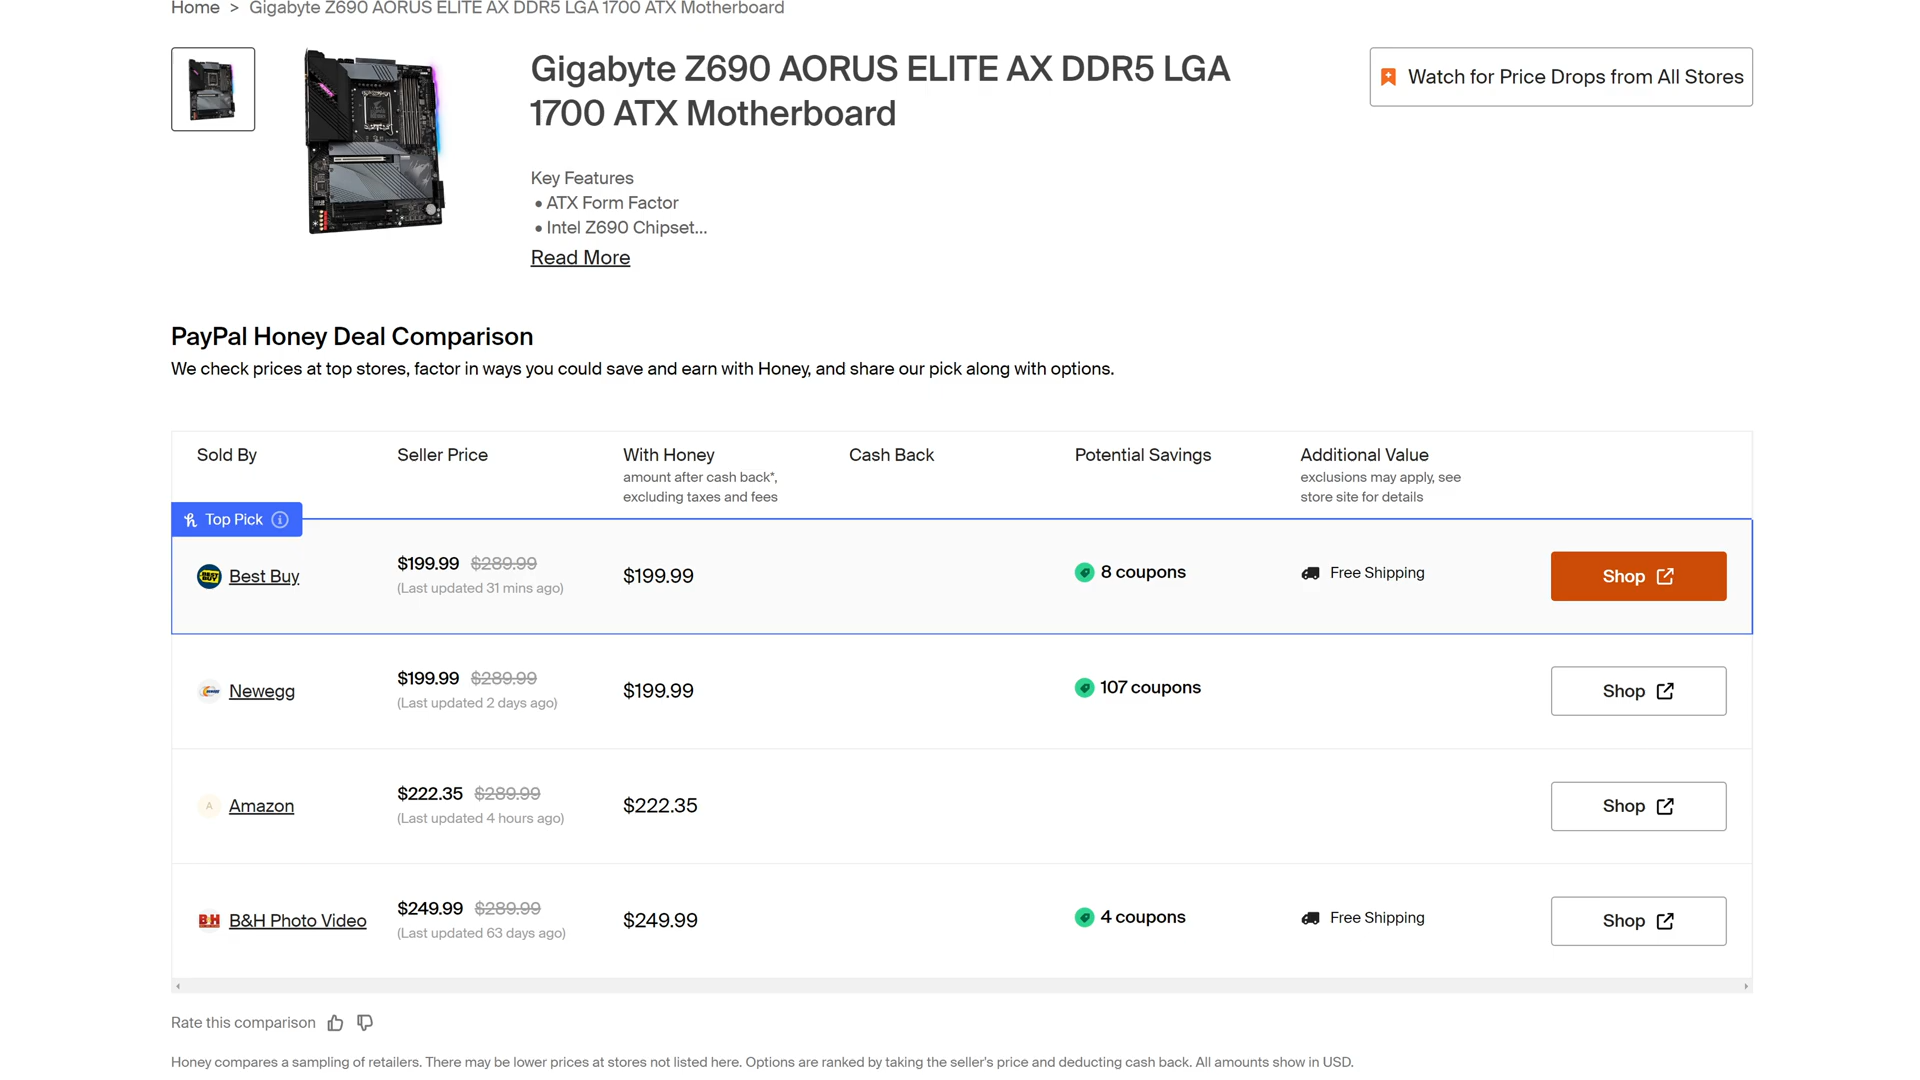 Home > Gigabyte Z690 AORUS ELITE AX DDR5 LGA 1700 ATX Motherboard
Gigabyte Z690 AORUS ELITE AX DDR5 LGA
1700 ATX Motherboard
Watch for Price Drops from All Stores
Key Features
• ATX Form Factor
• Intel Z690 Chipset...
Read More
PayPal Honey Deal Comparison
We check prices at top stores, factor in ways you could save and earn with Honey, and share our pick along with options.
Sold By Seller Price With Honey Cash Back Potential Savings Additional Value
amount after cash back*, exclusions may apply, see
excluding taxes and fees store site for details
Top Pick
BEST BUY Best Buy $199.99 $289.99 $199.99 8 coupons Free Shipping Shop
(Last updated 31 mins ago)
Newegg $199.99 $289.99 $199.99 107 coupons Shop
(Last updated 2 days ago)
A Amazon $222.35 $289.99 $222.35 Shop
(Last updated 4 hours ago)
B&H B&H Photo Video $249.99 $289.99 $249.99 4 coupons Free Shipping Shop
(Last updated 63 days ago)
Rate this comparison
Honey compares a sampling of retailers. There may be lower prices at stores not listed here. Options are ranked by taking the seller's price and deducting cash back. All amounts show in USD.